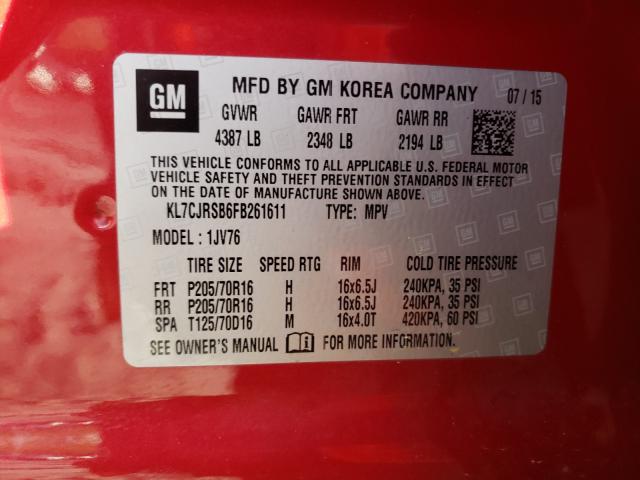 GM
MFD BY GM KOREA COMPANY 07 / 15
GVWR GAWR FRT GAWR RR
4387 LB 2348 LB 2194 LB
THIS VEHICLE CONFORMS TO ALL APPLICABLE U.S. FEDERAL MOTOR
VEHICLE SAFETY AND THEFT PREVENTION STANDARDS IN EFFECT
ON THE DATE OF MANUFACTURE SHOWN ABOVE.
KL7CJRSB6FB261611 TYPE: MPV
MODEL : 1JV76
TIRE SIZE SPEED RTG RIM COLD TIRE PRESSURE
FRT P205/70R16 H 16x6.5J 240KPA, 35 PSI
RR P205/70R16 H 16x6.5J 240KPA, 35 PSI
SPA T125/70D16 M 16x4.0T 420KPA, 60 PSI
SEE OWNER'S MANUAL FOR MORE INFORMATION.